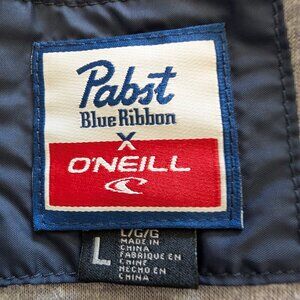 Pabst
Blue Ribbon
X
O'NEILL
L
L/G/G
MADE IN
CHINA
FABRIQUE EN
CHINE
HECHO EN
CHINA